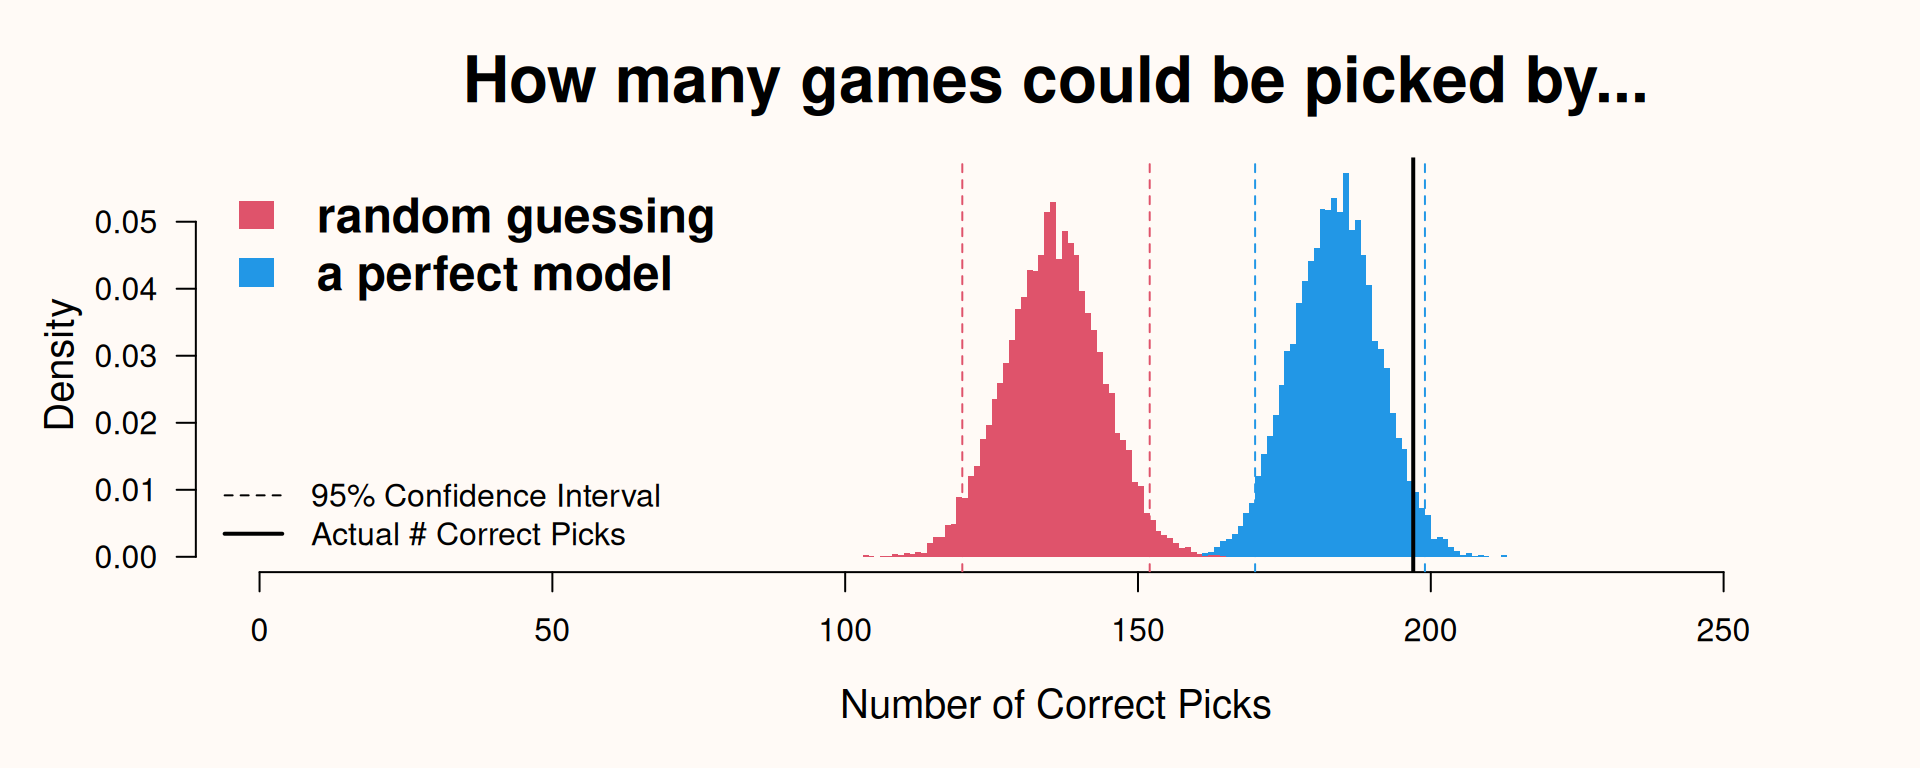 How many games could be picked by...
random guessing
a perfect model
Density
0.05
0.04
0.03
0.02
0.01
0.00
95% Confidence Interval
Actual # Correct Picks
0 50 100 150 200 250
Number of Correct Picks